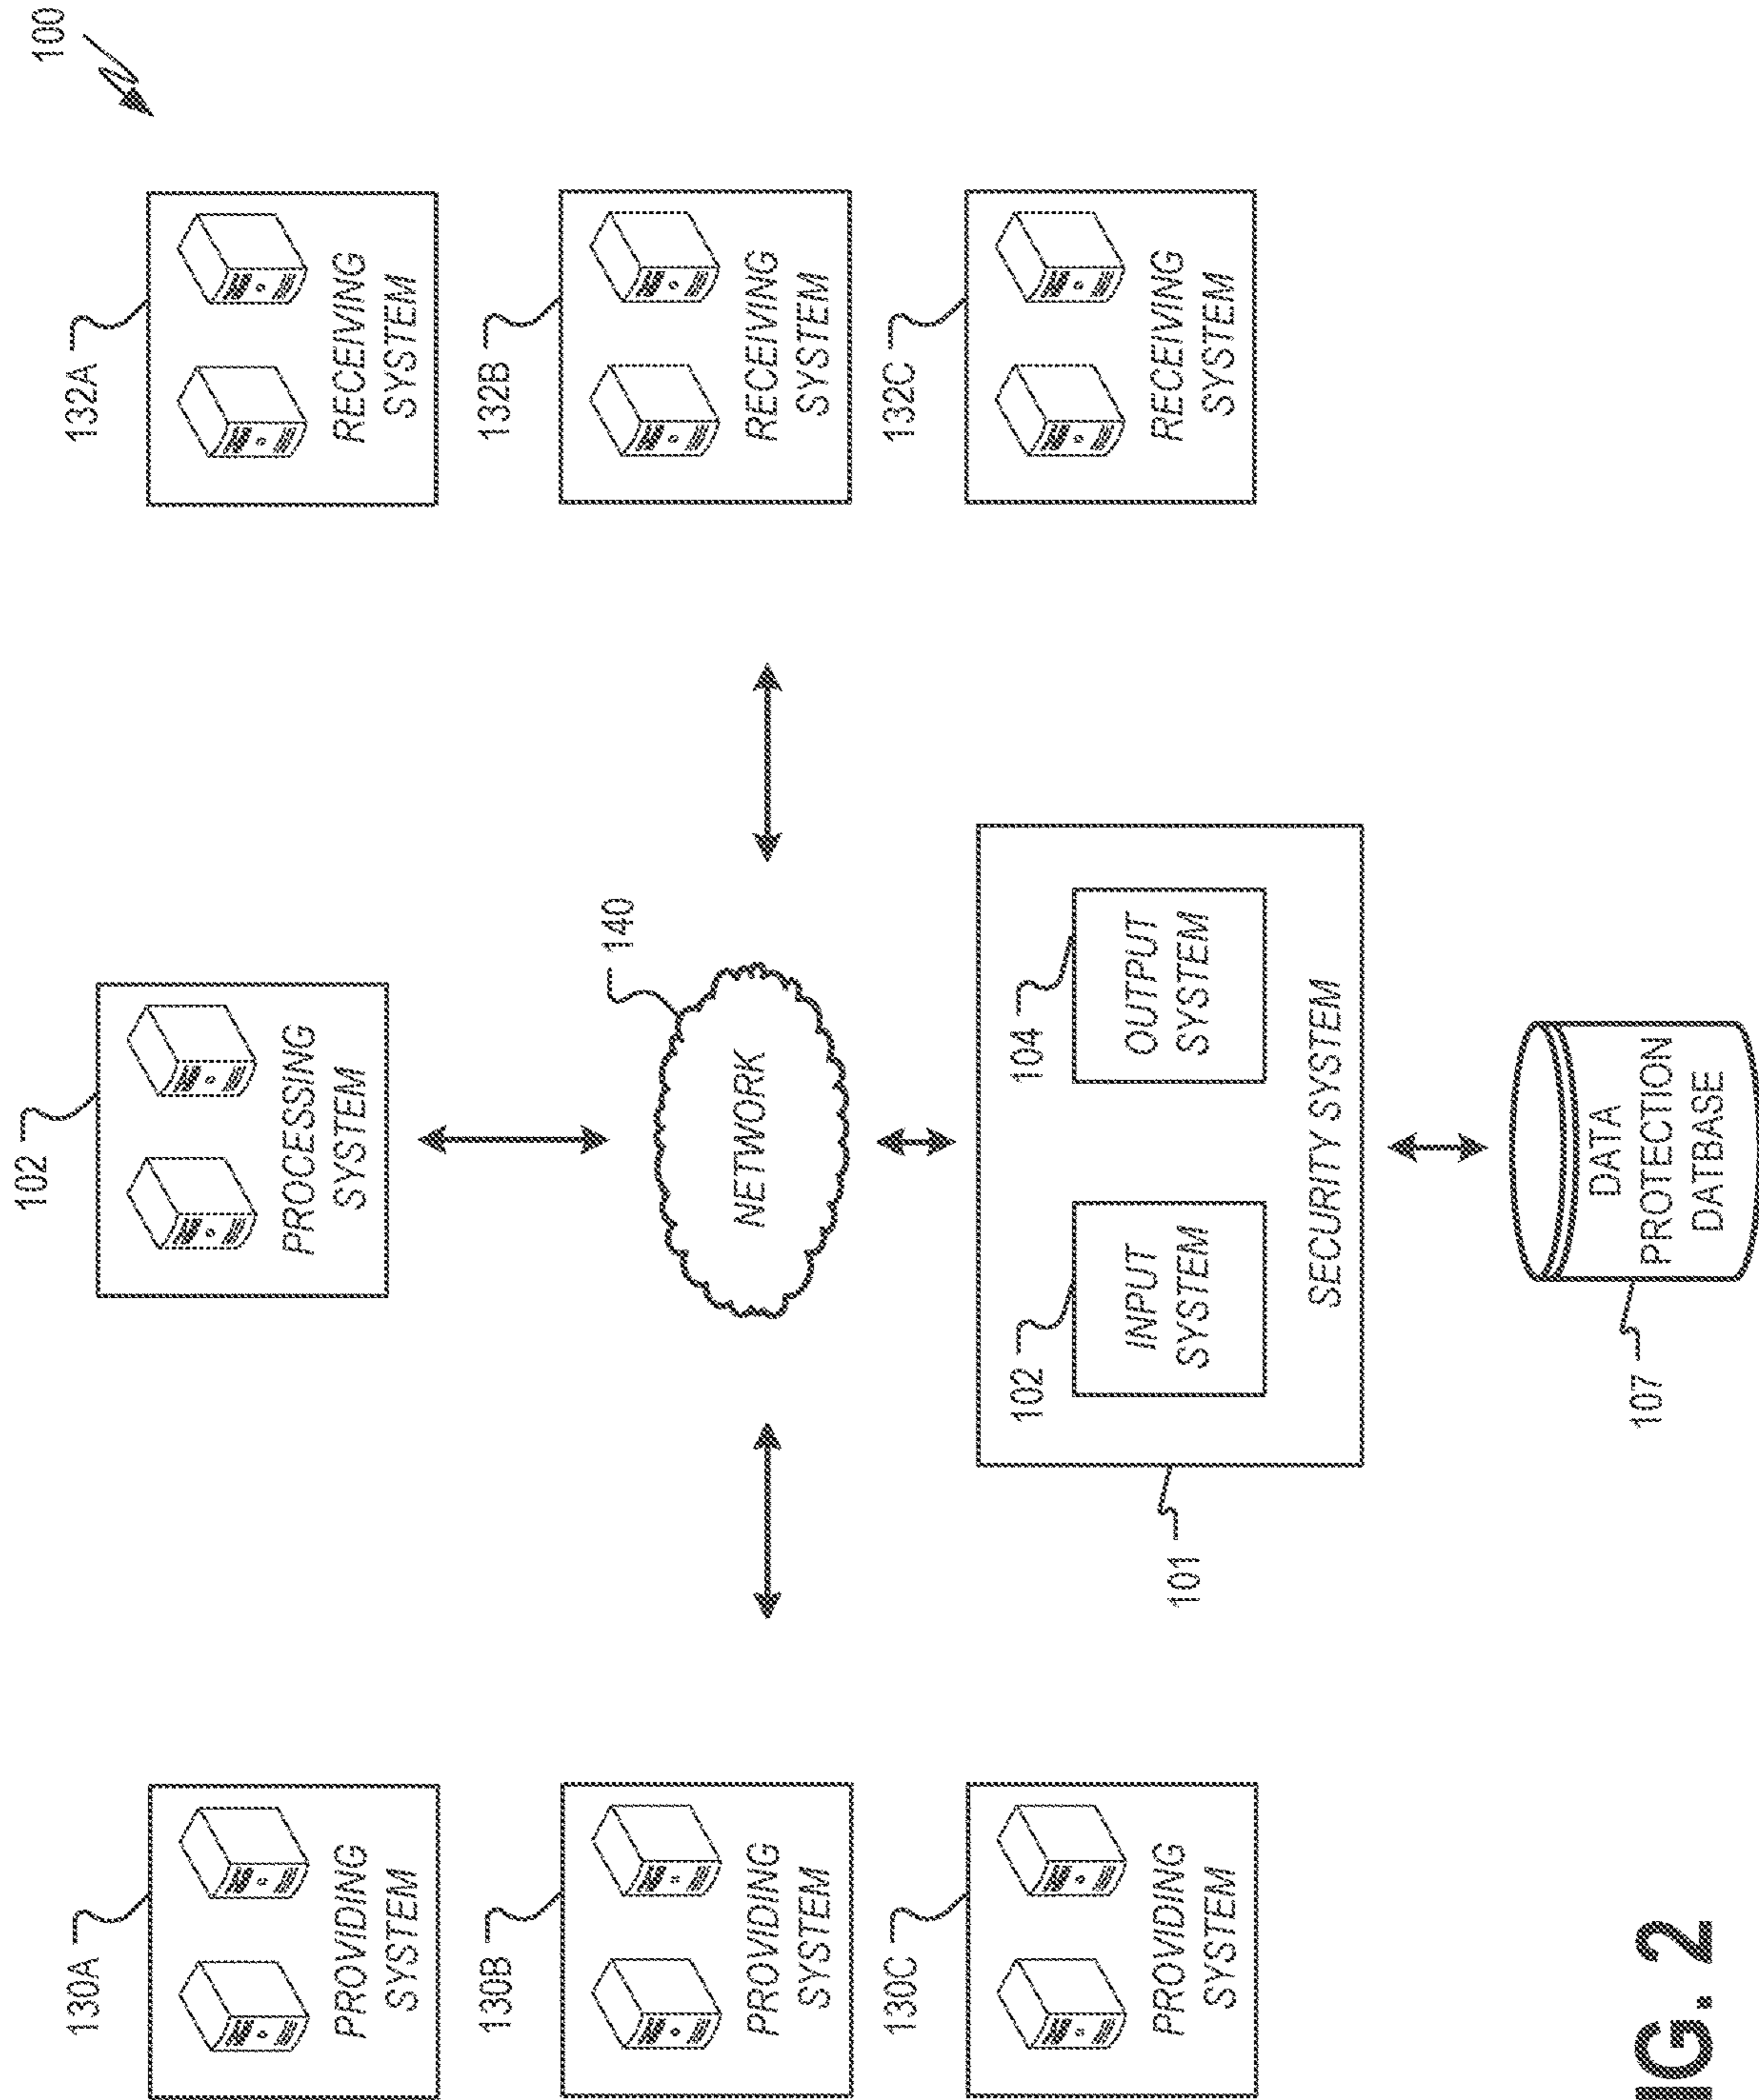 100
130A
PROVIDING
SYSTEM
130B
PROVIDING
SYSTEM
130C
PROVIDING
SYSTEM
102
PROCESSING
SYSTEM
140
NETWORK
102
INPUT
SYSTEM
104
OUTPUT
SYSTEM
SECURITY SYSTEM
101
107
DATA
PROTECTION
DATBASE
132A
RECEIVING
SYSTEM
132B
RECEIVING
SYSTEM
132C
RECEIVING
SYSTEM
IG. 2